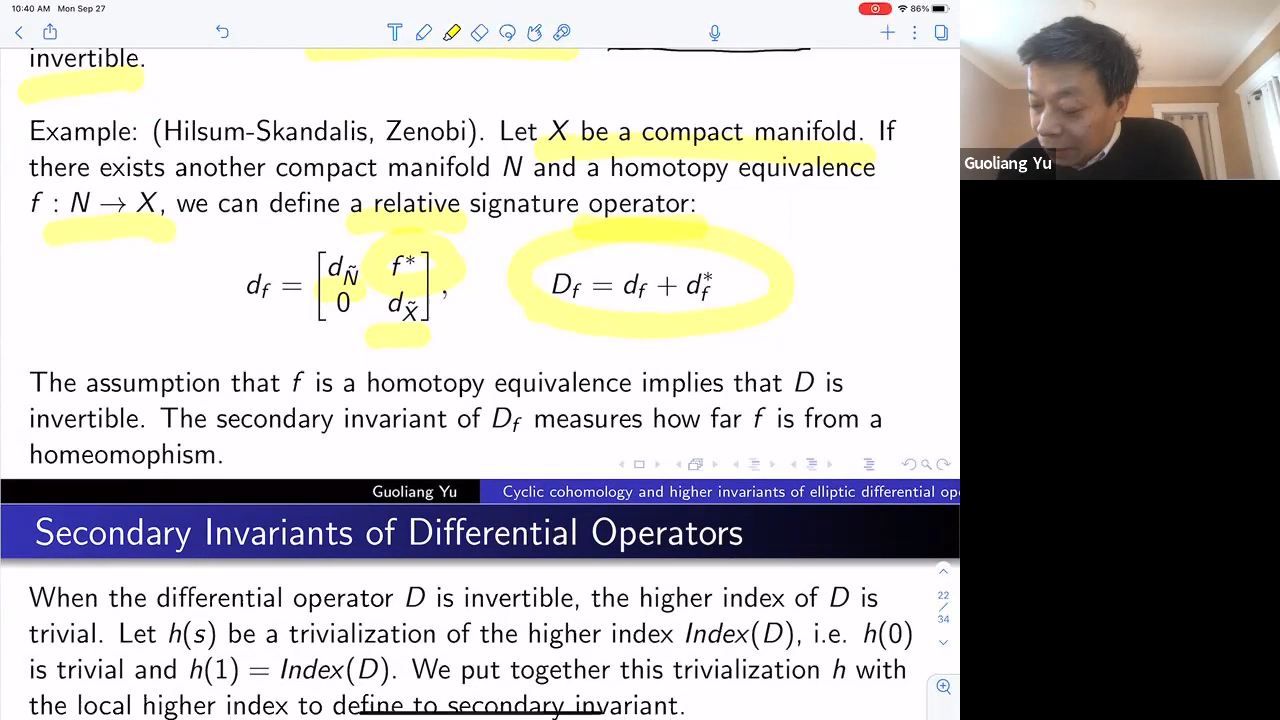 10:40 AM Mon Sep 27
86%
invertible.
Example: (Hilsum-Skandalis, Zenobi). Let X be a compact manifold. If
there exists another compact manifold N and a homotopy equivalence
f : N → X, we can define a relative signature operator:
d_f = [ d_Ñ f* ; 0 d_X̃ ] , D_f = d_f + d_f^*
The assumption that f is a homotopy equivalence implies that D is
invertible. The secondary invariant of D_f measures how far f is from a
homeomophism.
Guoliang Yu
Cyclic cohomology and higher invariants of elliptic differential op
Secondary Invariants of Differential Operators
When the differential operator D is invertible, the higher index of D is
trivial. Let h(s) be a trivialization of the higher index Index(D), i.e. h(0)
is trivial and h(1) = Index(D). We put together this trivialization h with
the local higher index to define to secondary invariant.
22
/
34
Guoliang Yu